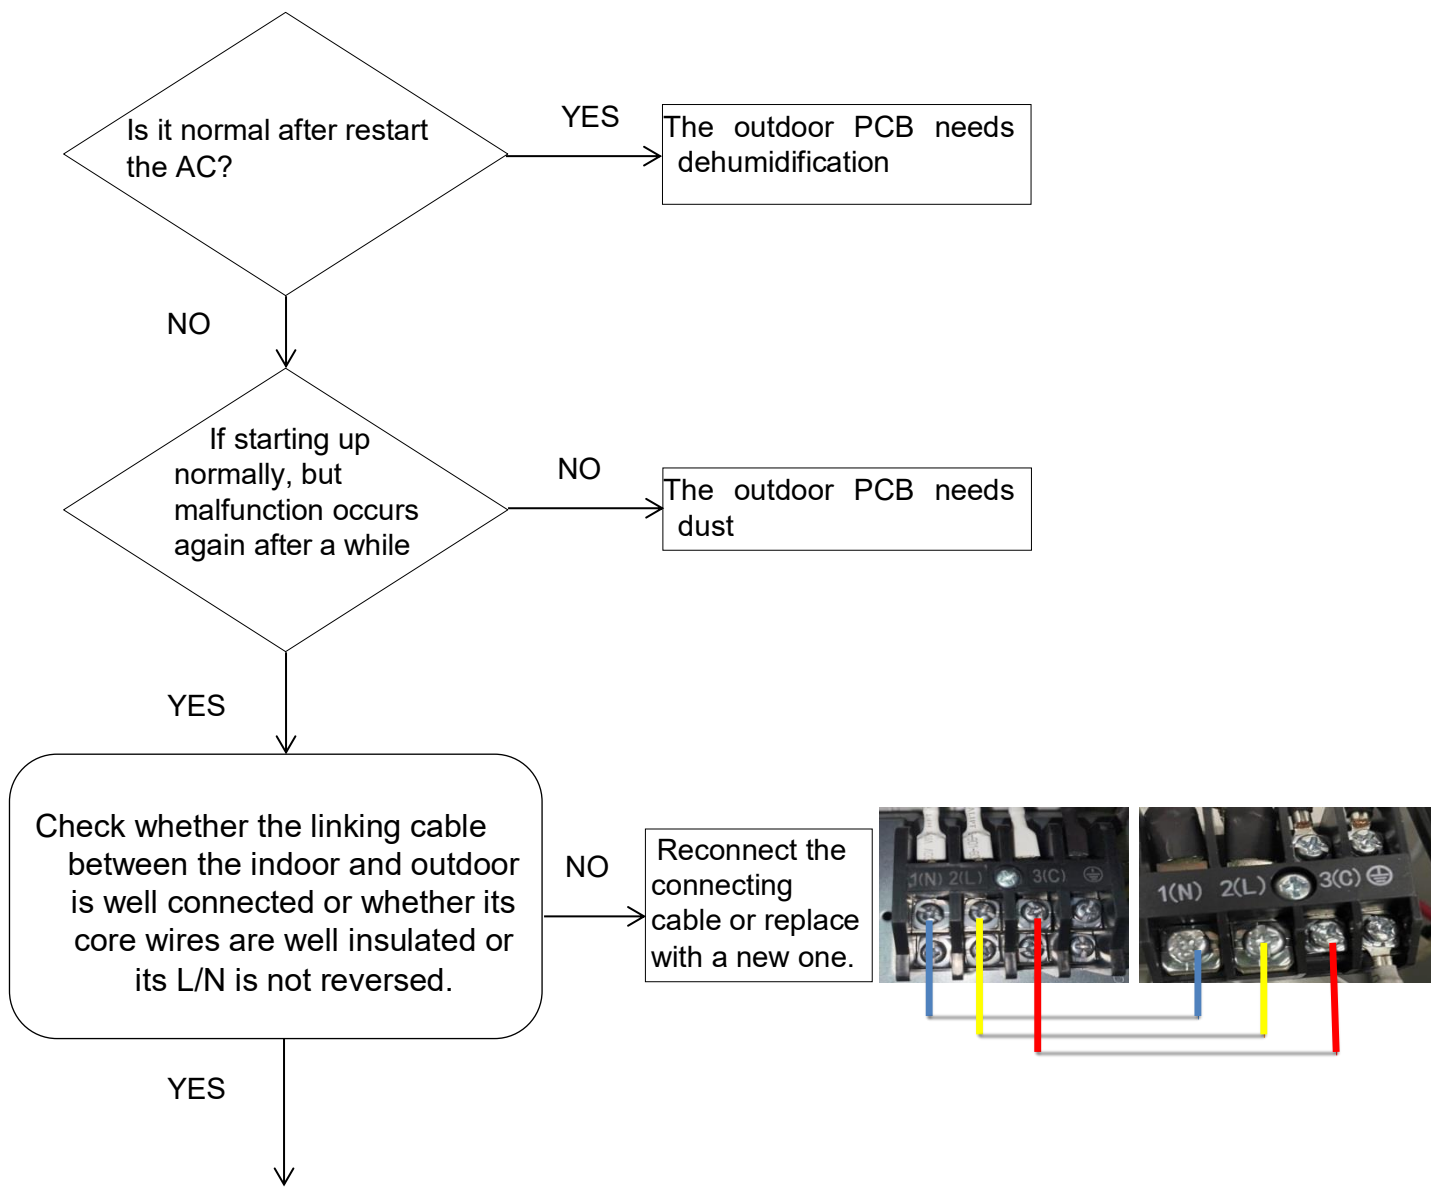 Is it normal after restart
the AC?
YES
The outdoor PCB needs
dehumidification
NO
If starting up
normally, but
malfunction occurs
again after a while
NO
The outdoor PCB needs
dust
YES
Check whether the linking cable
between the indoor and outdoor
is well connected or whether its
core wires are well insulated or
its L/N is not reversed.
NO
Reconnect the
connecting
cable or replace
with a new one.
1(N) 2(L) 3(C)
1(N) 2(L) 3(C)
YES